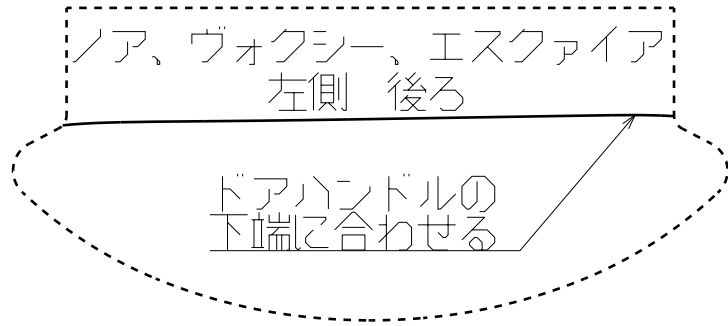 ノア、ヴォクシー、エスクァイア
左側　後ろ
ドアハンドルの
下端に合わせる